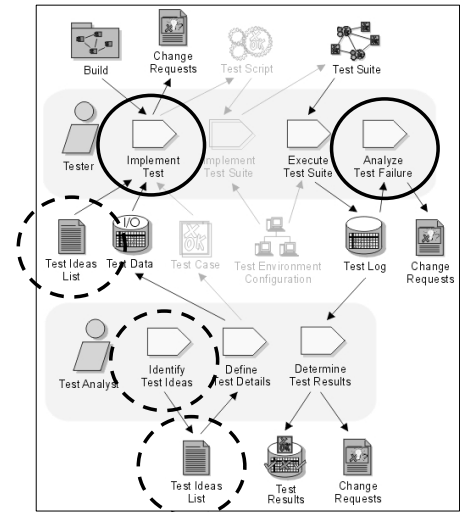 Build
Change
Requests
Test Script
Test Suite
Tester
Implement
Test
Implement
Test Suite
Execute
Test Suite
Analyze
Test Failure
I/O
Test Ideas
List
Test Data
X
OK
Test Case
Test Environment
Configuration
Test Log
Change
Requests
Test Analyst
Identify
Test Ideas
Define
Test Details
Determine
Test Results
Test Ideas
List
Test
Results
Change
Requests